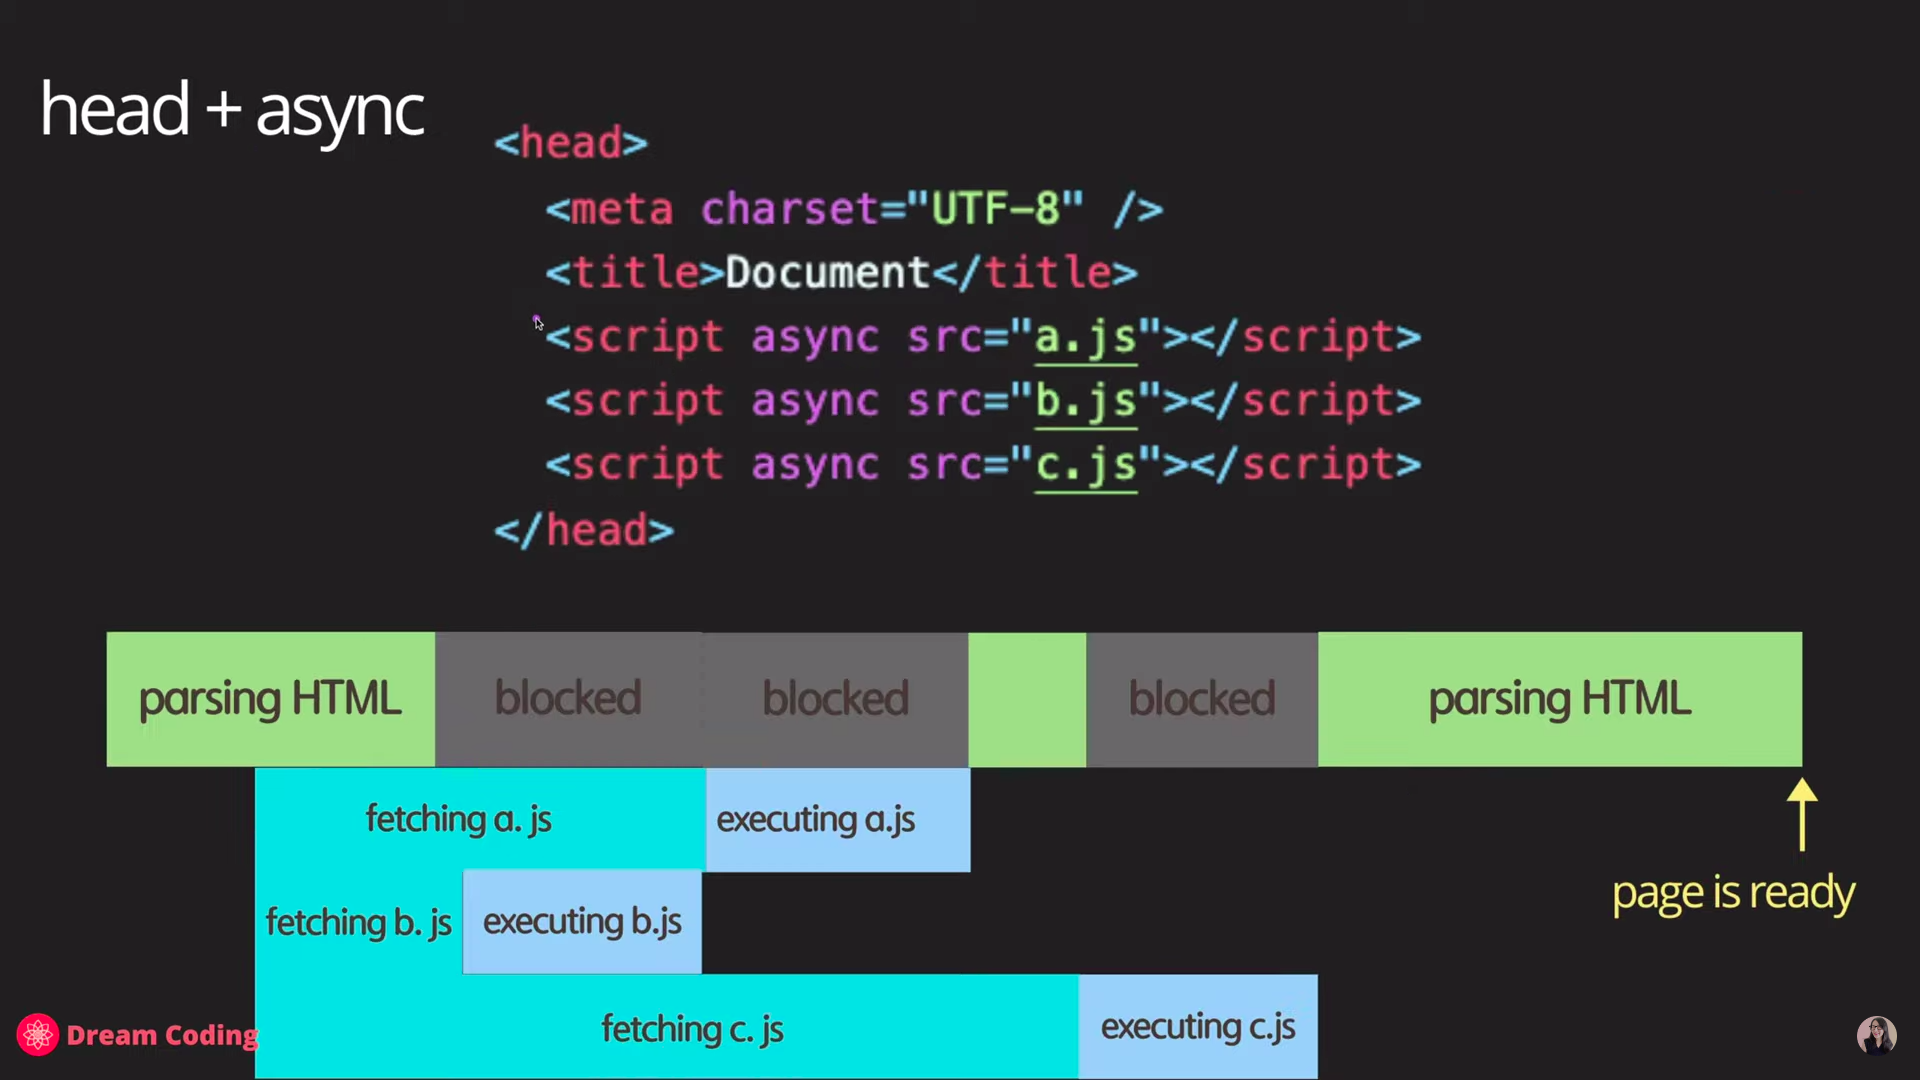 head + async
<head>
<meta charset="UTF-8" />
<title>Document</title>
<script async src="a.js"></script>
<script async src="b.js"></script>
<script async src="c.js"></script>
</head>
parsing HTML blocked blocked blocked parsing HTML
fetching a. js executing a.js
page is ready
fetching b. js executing b.js
fetching c. js executing c.js
Dream Coding